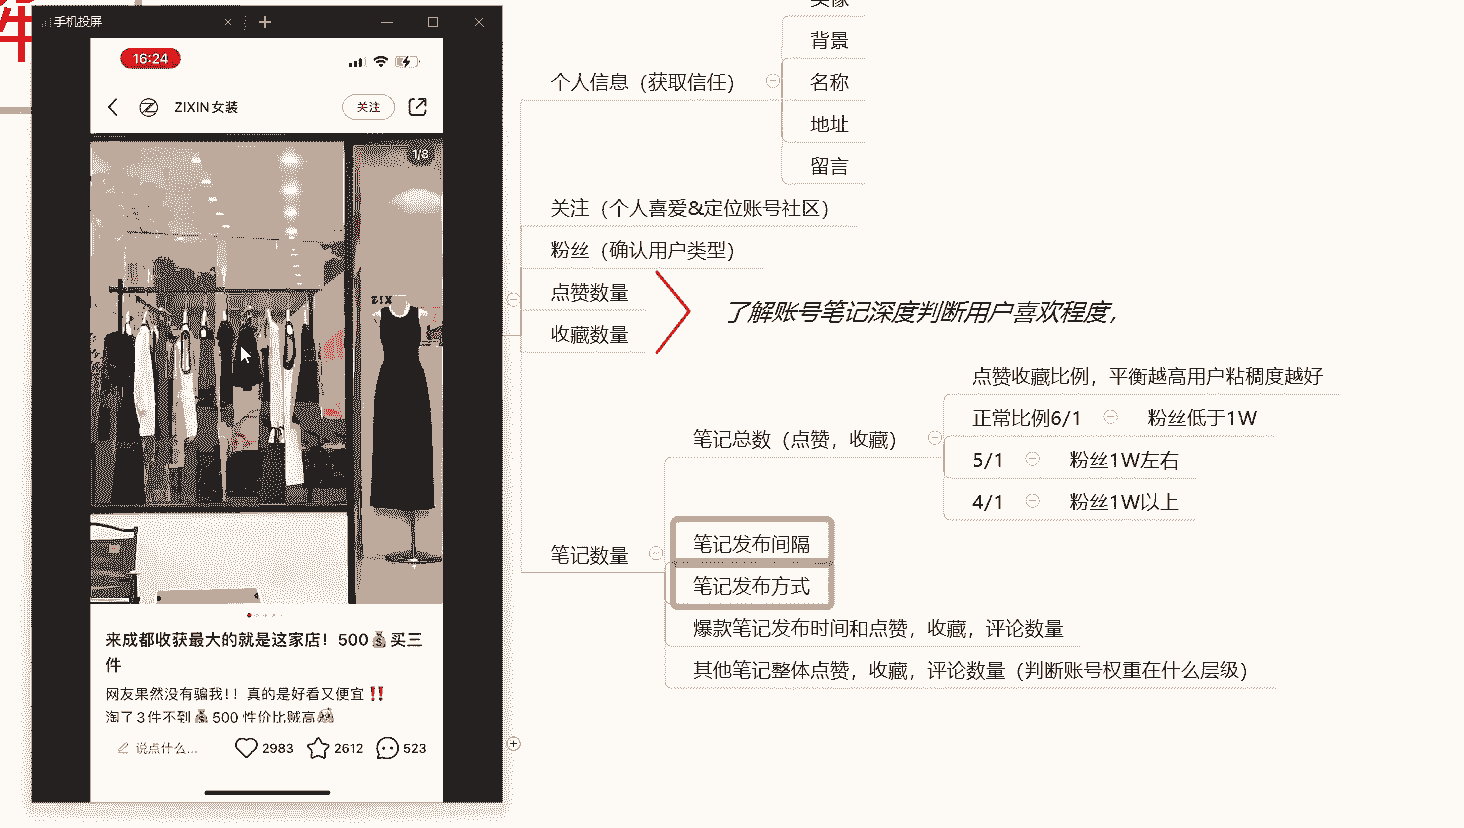 手机投屏
16:24
ZIXIN女装
关注
1/8
ZIX
来成都收获最大的就是这家店！500💰买三
件
网友果然没有骗我！！真的是好看又便宜‼️
淘了3件不到💰500 性价比贼高
说点什么...
2983
2612
523
个人信息（获取信任）
背景
名称
地址
留言
关注（个人喜爱&定位账号社区）
粉丝（确认用户类型）
点赞数量
收藏数量
了解账号笔记深度判断用户喜欢程度，
笔记数量
笔记总数（点赞，收藏）
点赞收藏比例，平衡越高用户粘稠度越好
正常比例6/1
粉丝低于1W
5/1
粉丝1W左右
4/1
粉丝1W以上
笔记发布间隔
笔记发布方式
爆款笔记发布时间和点赞，收藏，评论数量
其他笔记整体点赞，收藏，评论数量（判断账号权重在什么层级）